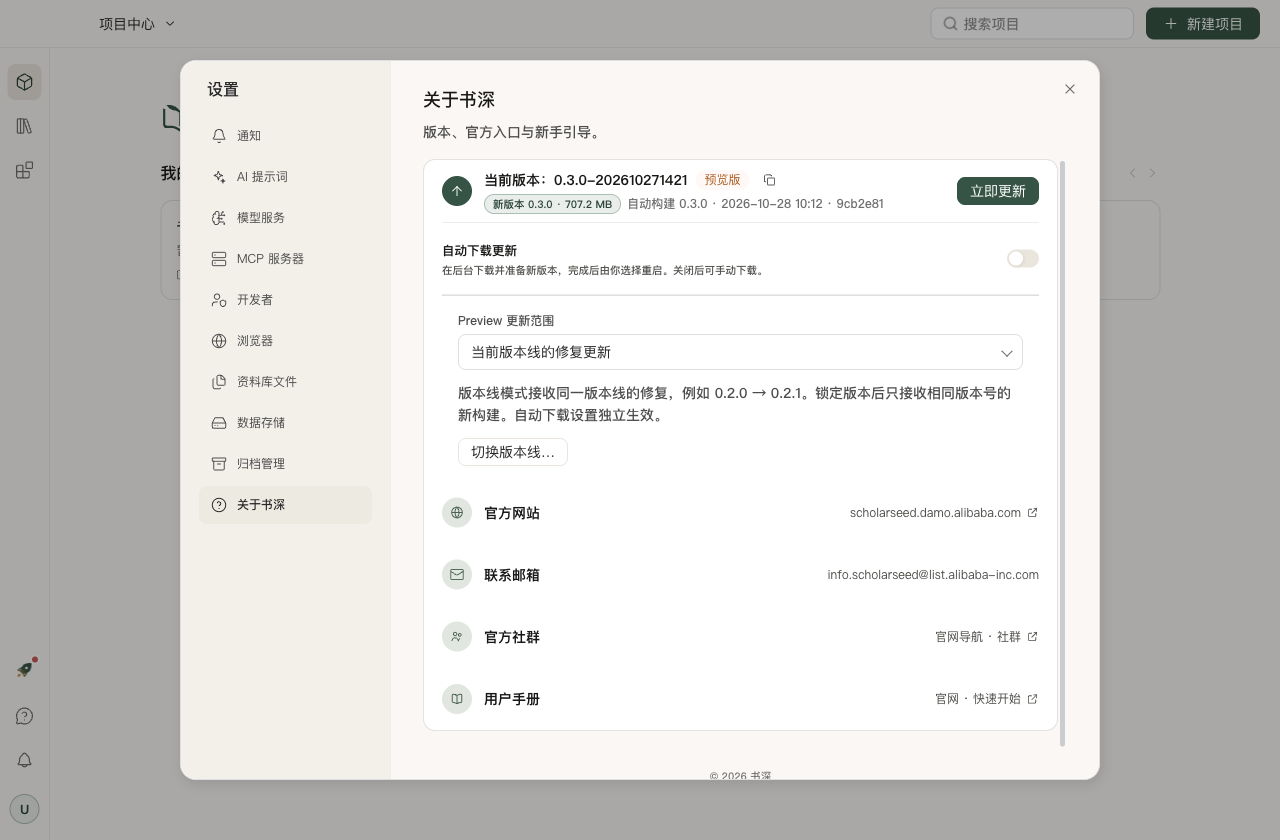 项目中心
搜索项目
新建项目
设置
通知
AI 提示词
模型服务
MCP 服务器
开发者
浏览器
资料库文件
数据存储
归档管理
关于书深
关于书深
版本、官方入口与新手引导。
当前版本：0.3.0-202610271421 预览版
立即更新
新版本 0.3.0 · 707.2 MB 自动构建 0.3.0 · 2026-10-28 10:12 · 9cb2e81
自动下载更新
在后台下载并准备新版本，完成后由你选择重启。关闭后可手动下载。
Preview 更新范围
当前版本线的修复更新
版本线模式接收同一版本线的修复，例如 0.2.0 → 0.2.1。锁定版本后只接收相同版本号的
新构建。自动下载设置独立生效。
切换版本线...
官方网站 scholarseed.damo.alibaba.com
联系邮箱 info.scholarseed@list.alibaba-inc.com
官方社群 官网导航 · 社群
用户手册 官网 · 快速开始
© 2026 书深
我的
U